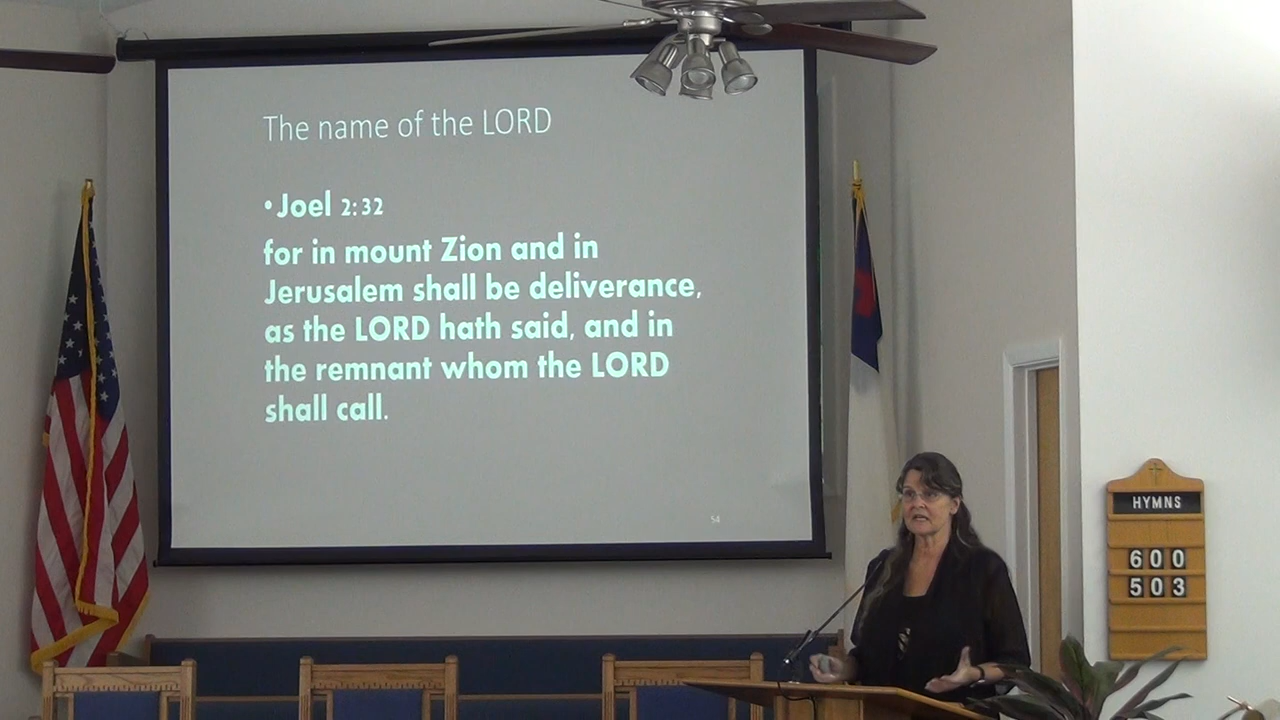 The name of the LORD
• Joel 2:32
for in mount Zion and in
Jerusalem shall be deliverance,
as the LORD hath said, and in
the remnant whom the LORD
shall call.
54
HYMNS
600
503